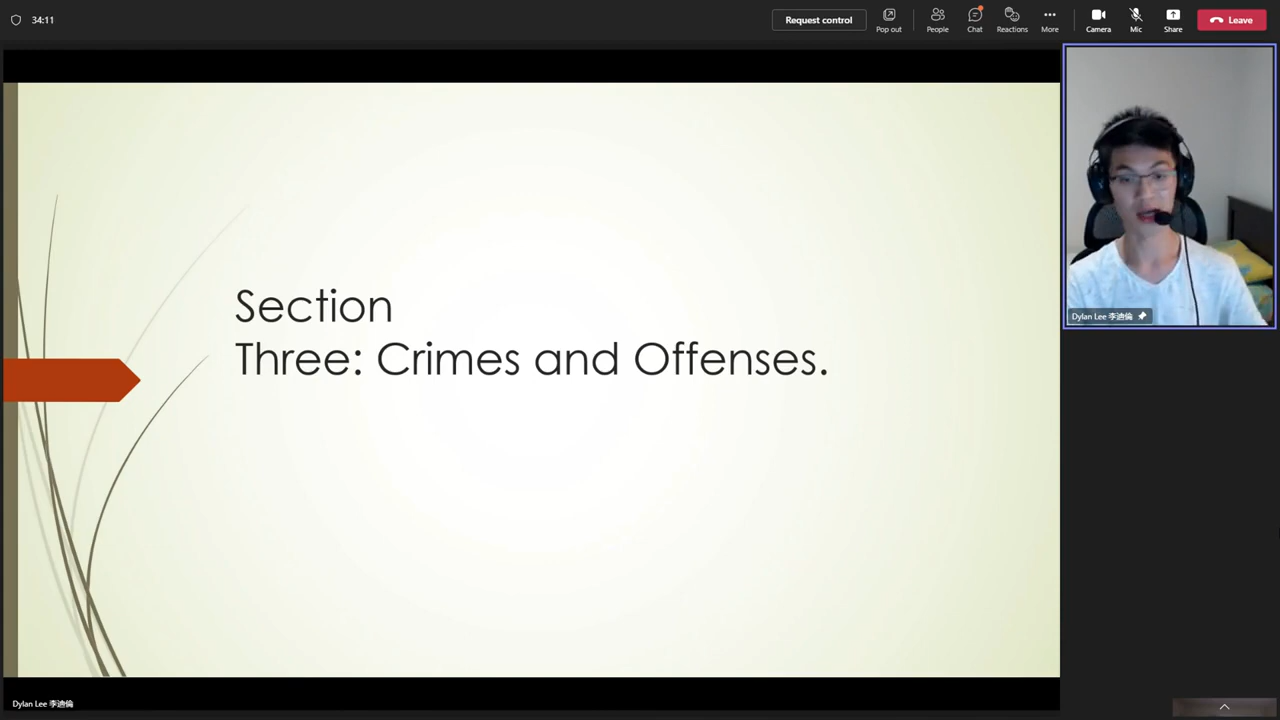 34:11
Request control
Pop out
People
Chat
Reactions
More
Camera
Mic
Share
Leave
Section
Three: Crimes and Offenses.
Dylan Lee 李迪倫
Dylan Lee 李迪倫